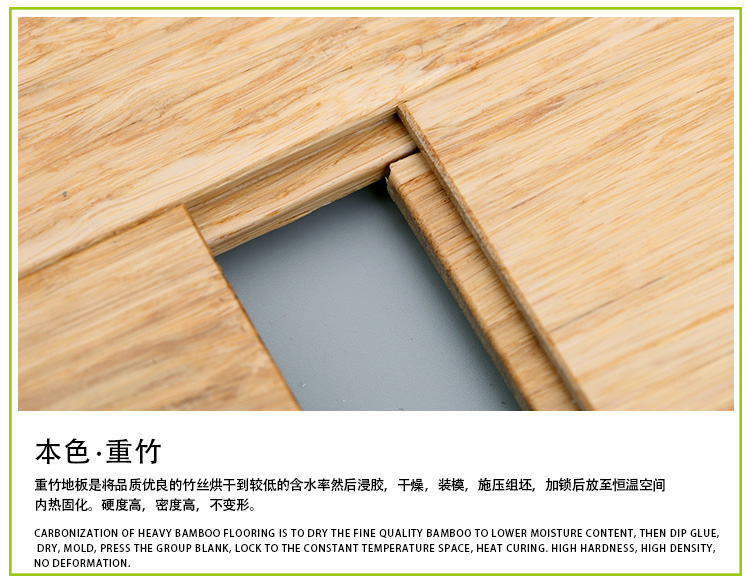 本色·重竹
重竹地板是将品质优良的竹丝烘干到较低的含水率然后浸胶，干燥，装模，施压组坯，加锁后放至恒温空间
内热固化。硬度高，密度高，不变形。
CARBONIZATION OF HEAVY BAMBOO FLOORING IS TO DRY THE FINE QUALITY BAMBOO TO LOWER MOISTURE CONTENT, THEN DIP GLUE,
DRY, MOLD, PRESS THE GROUP BLANK, LOCK TO THE CONSTANT TEMPERATURE SPACE, HEAT CURING. HIGH HARDNESS, HIGH DENSITY,
NO DEFORMATION.